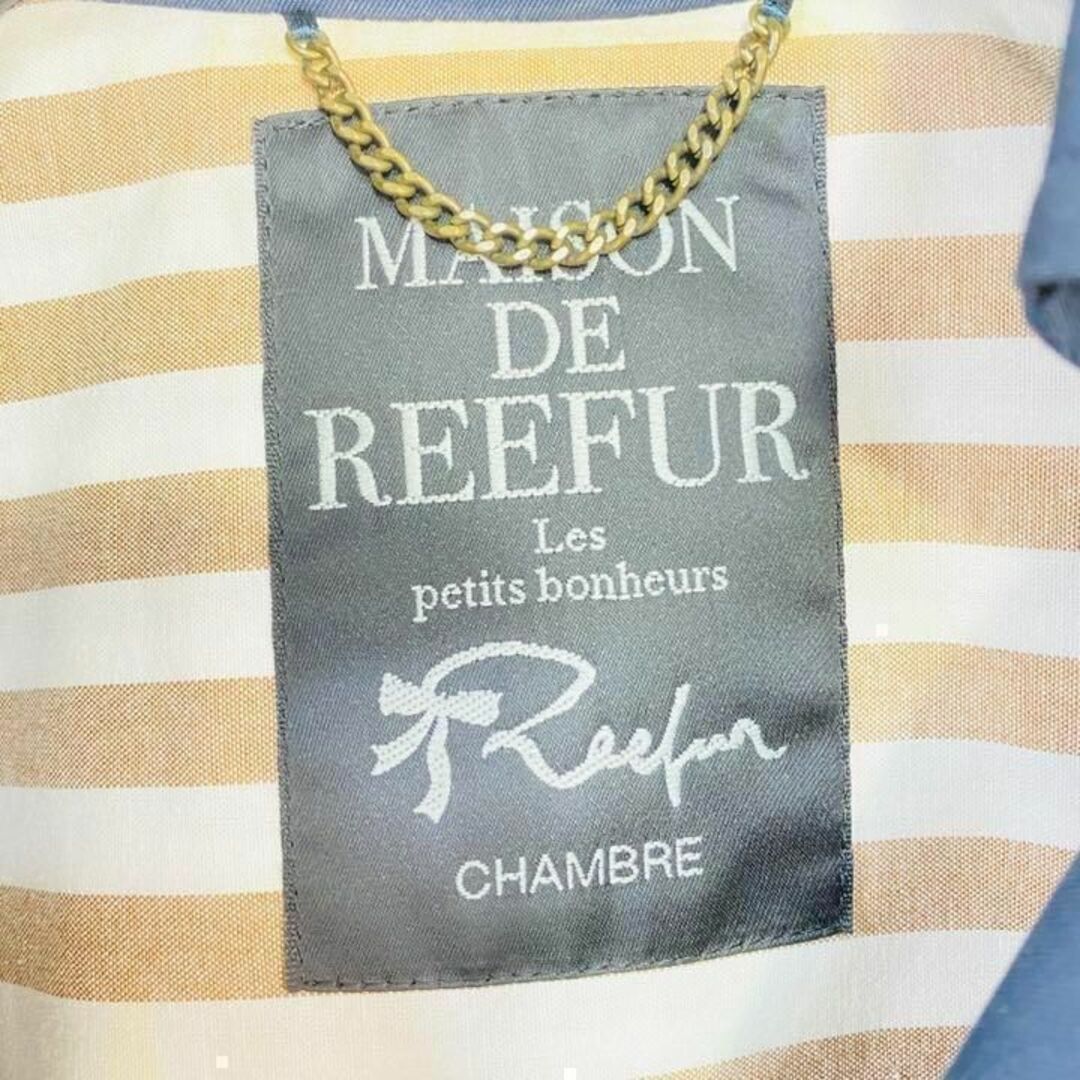 MAISON
DE
REEFUR
Les
petits bonheurs
Reefur
CHAMBRE